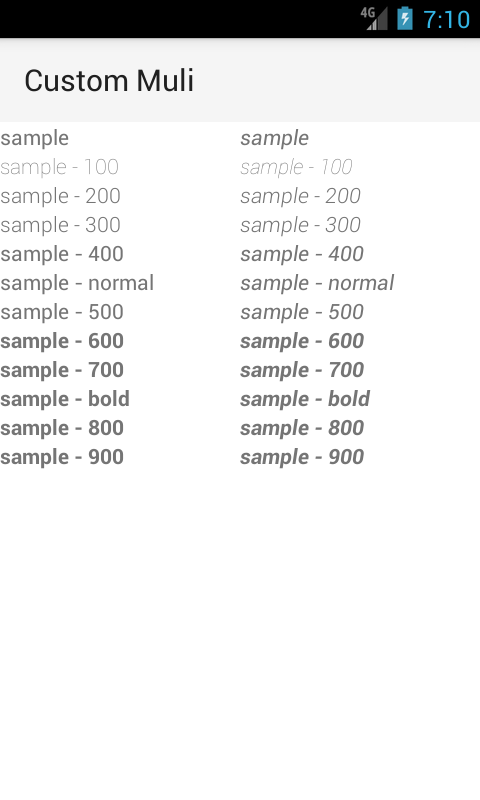 4G 7:10
Custom Muli
sample sample
sample - 100 sample - 100
sample - 200 sample - 200
sample - 300 sample - 300
sample - 400 sample - 400
sample - normal sample - normal
sample - 500 sample - 500
sample - 600 sample - 600
sample - 700 sample - 700
sample - bold sample - bold
sample - 800 sample - 800
sample - 900 sample - 900